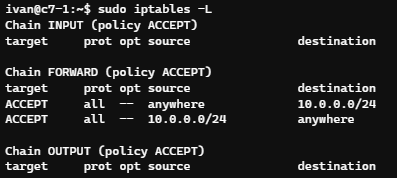 ivan@c7-1:~$ sudo iptables -L
Chain INPUT (policy ACCEPT)
target     prot opt source               destination

Chain FORWARD (policy ACCEPT)
target     prot opt source               destination
ACCEPT     all  --  anywhere             10.0.0.0/24
ACCEPT     all  --  10.0.0.0/24          anywhere

Chain OUTPUT (policy ACCEPT)
target     prot opt source               destination